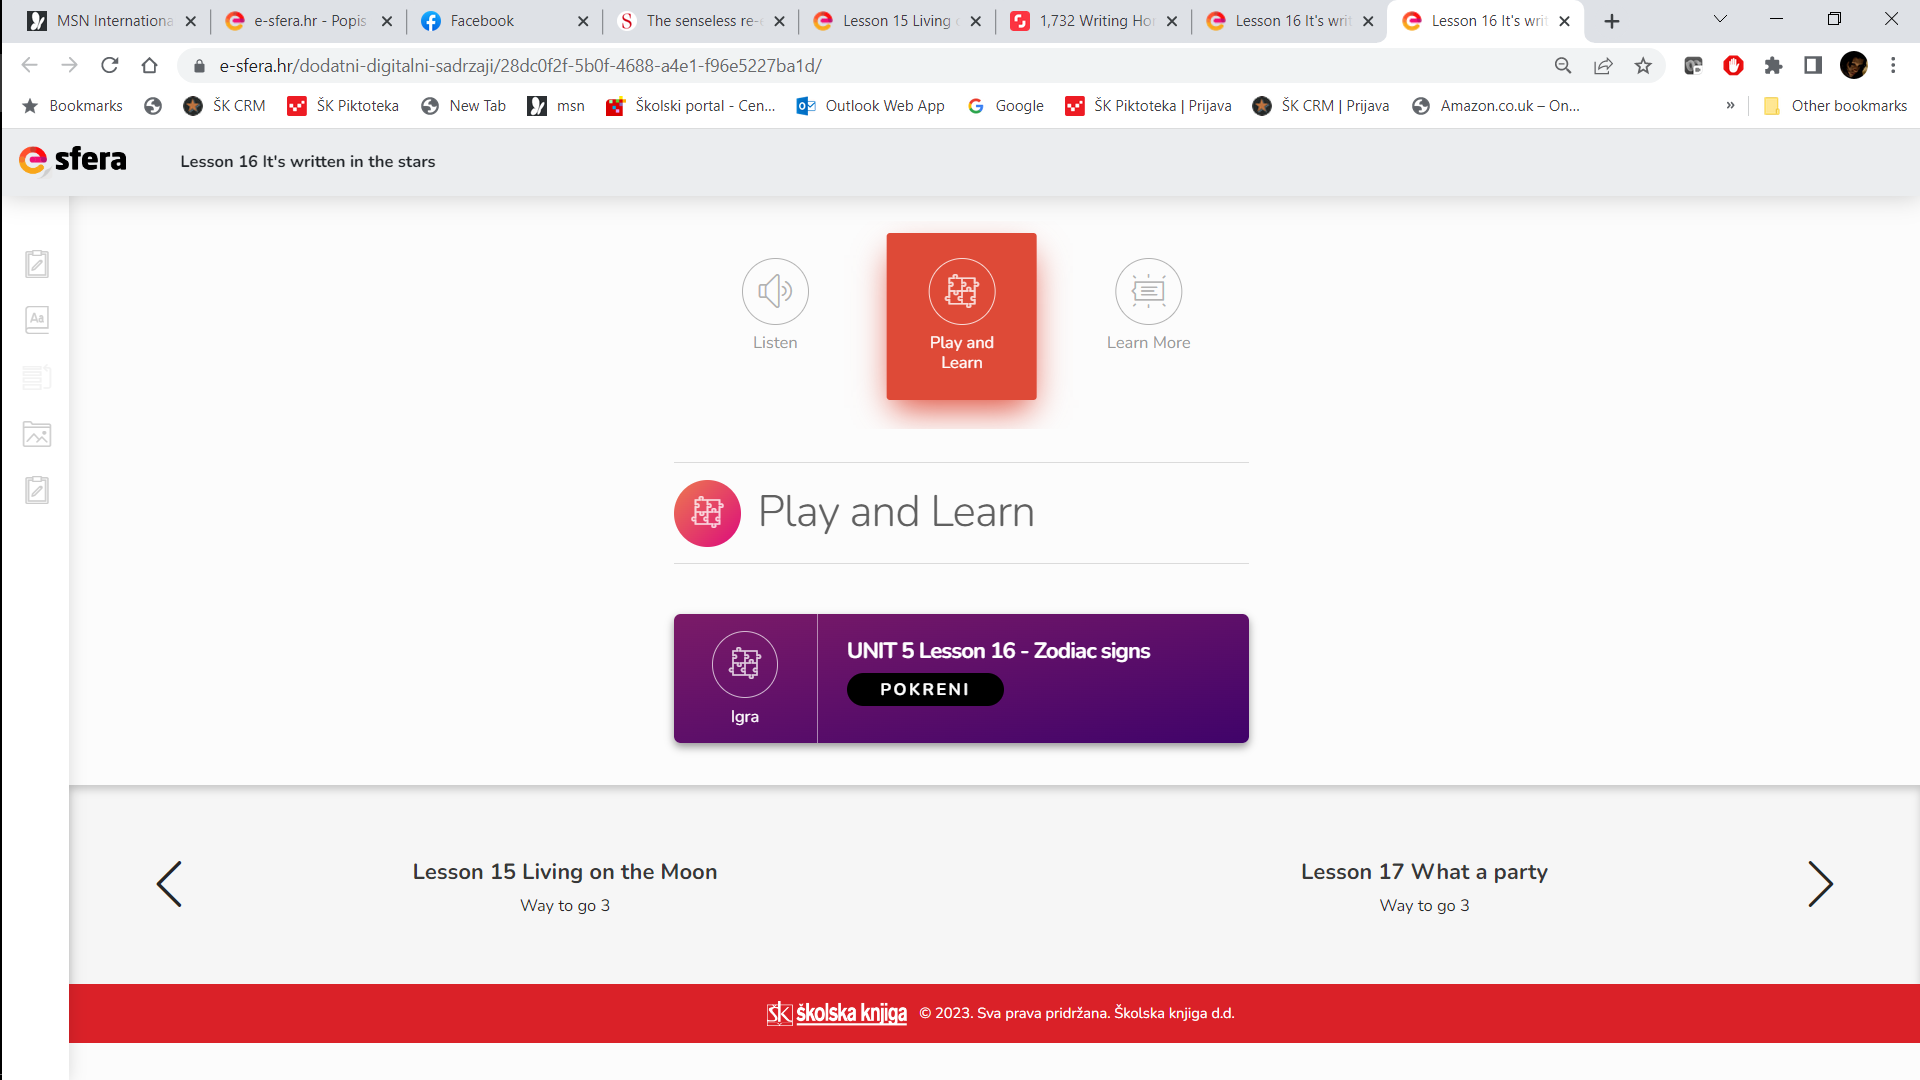 MSN Internationa
e-sfera.hr - Popis
Facebook
The senseless re-e
Lesson 15 Living o
1,732 Writing Hor
Lesson 16 It's writ
Lesson 16 It's writ
e-sfera.hr/dodatni-digitalni-sadrzaji/28dc0f2f-5b0f-4688-a4e1-f96e5227ba1d/
Bookmarks
ŠK CRM
ŠK Piktoteka
New Tab
msn
Školski portal - Cen...
Outlook Web App
Google
ŠK Piktoteka | Prijava
ŠK CRM | Prijava
Amazon.co.uk – On...
»
Other bookmarks
e sfera
Lesson 16 It's written in the stars
Aa
Listen
Play and
Learn
Learn More
Play and Learn
Igra
UNIT 5 Lesson 16 - Zodiac signs
POKRENI
Lesson 15 Living on the Moon
Way to go 3
Lesson 17 What a party
Way to go 3
ŠK školska knjiga © 2023. Sva prava pridržana. Školska knjiga d.d.